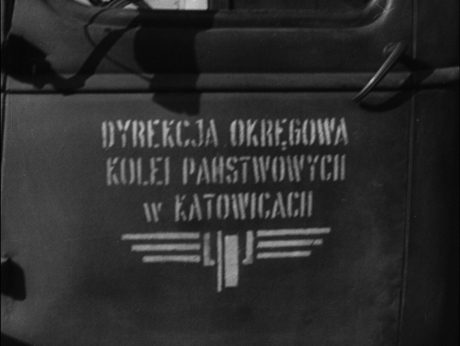 DYREKCJA OKRĘGOWA
KOLEI PAŃSTWOWYCH
w KATOWICACH